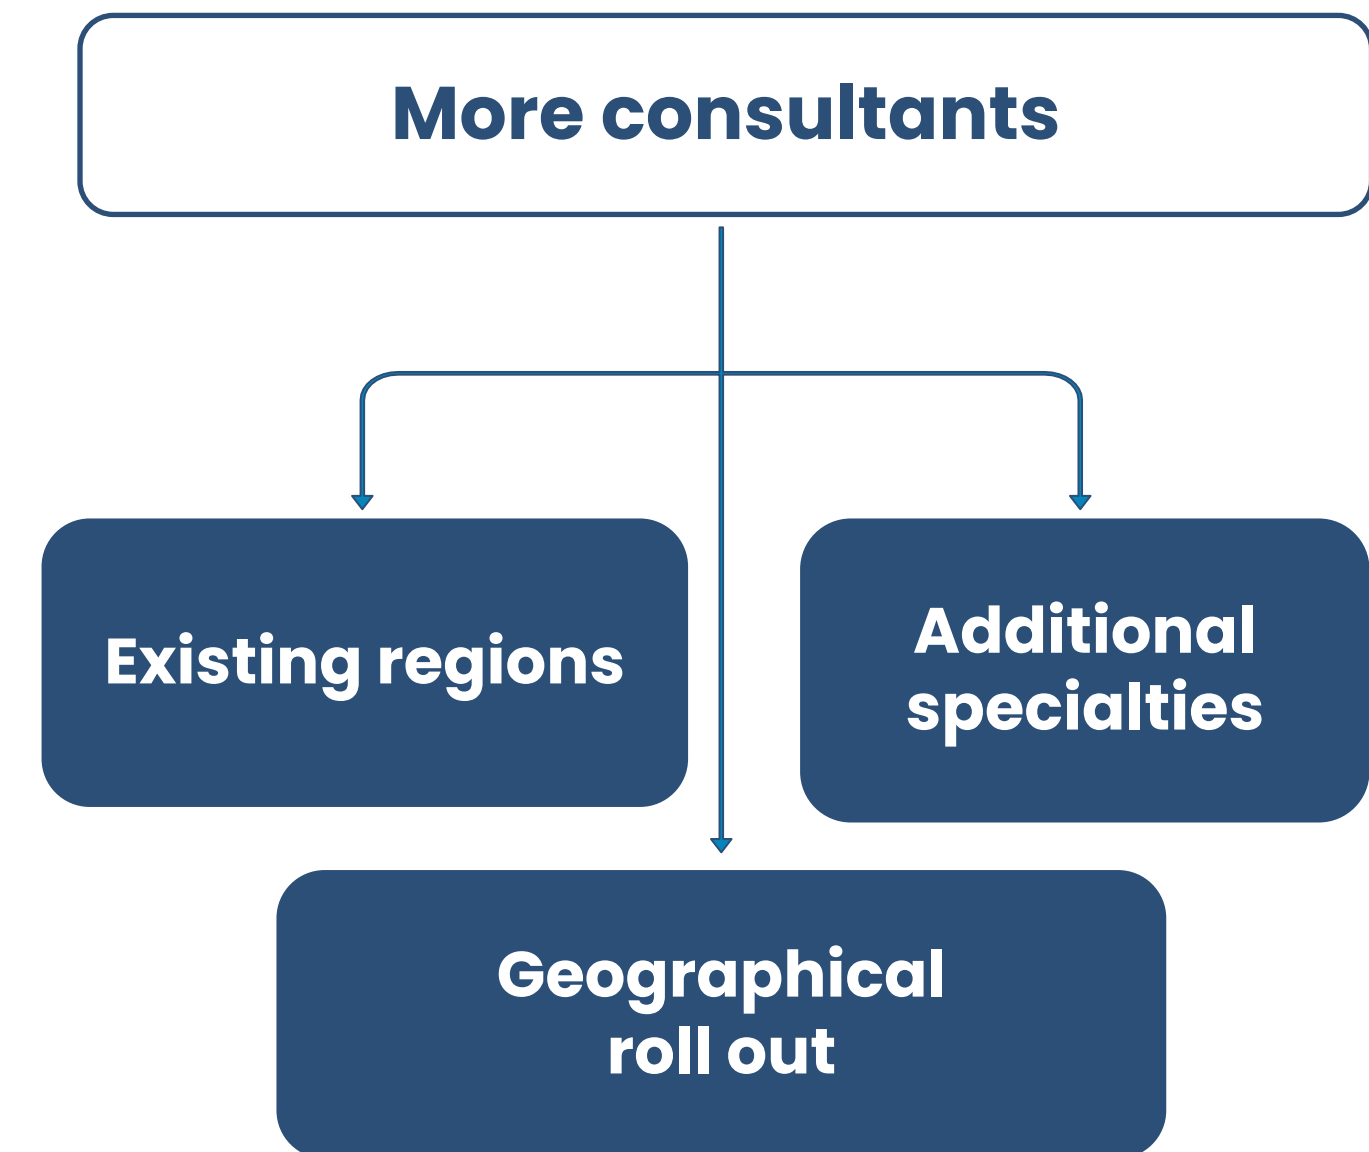 More consultants
Existing regions
Additional
specialties
Geographical
roll out